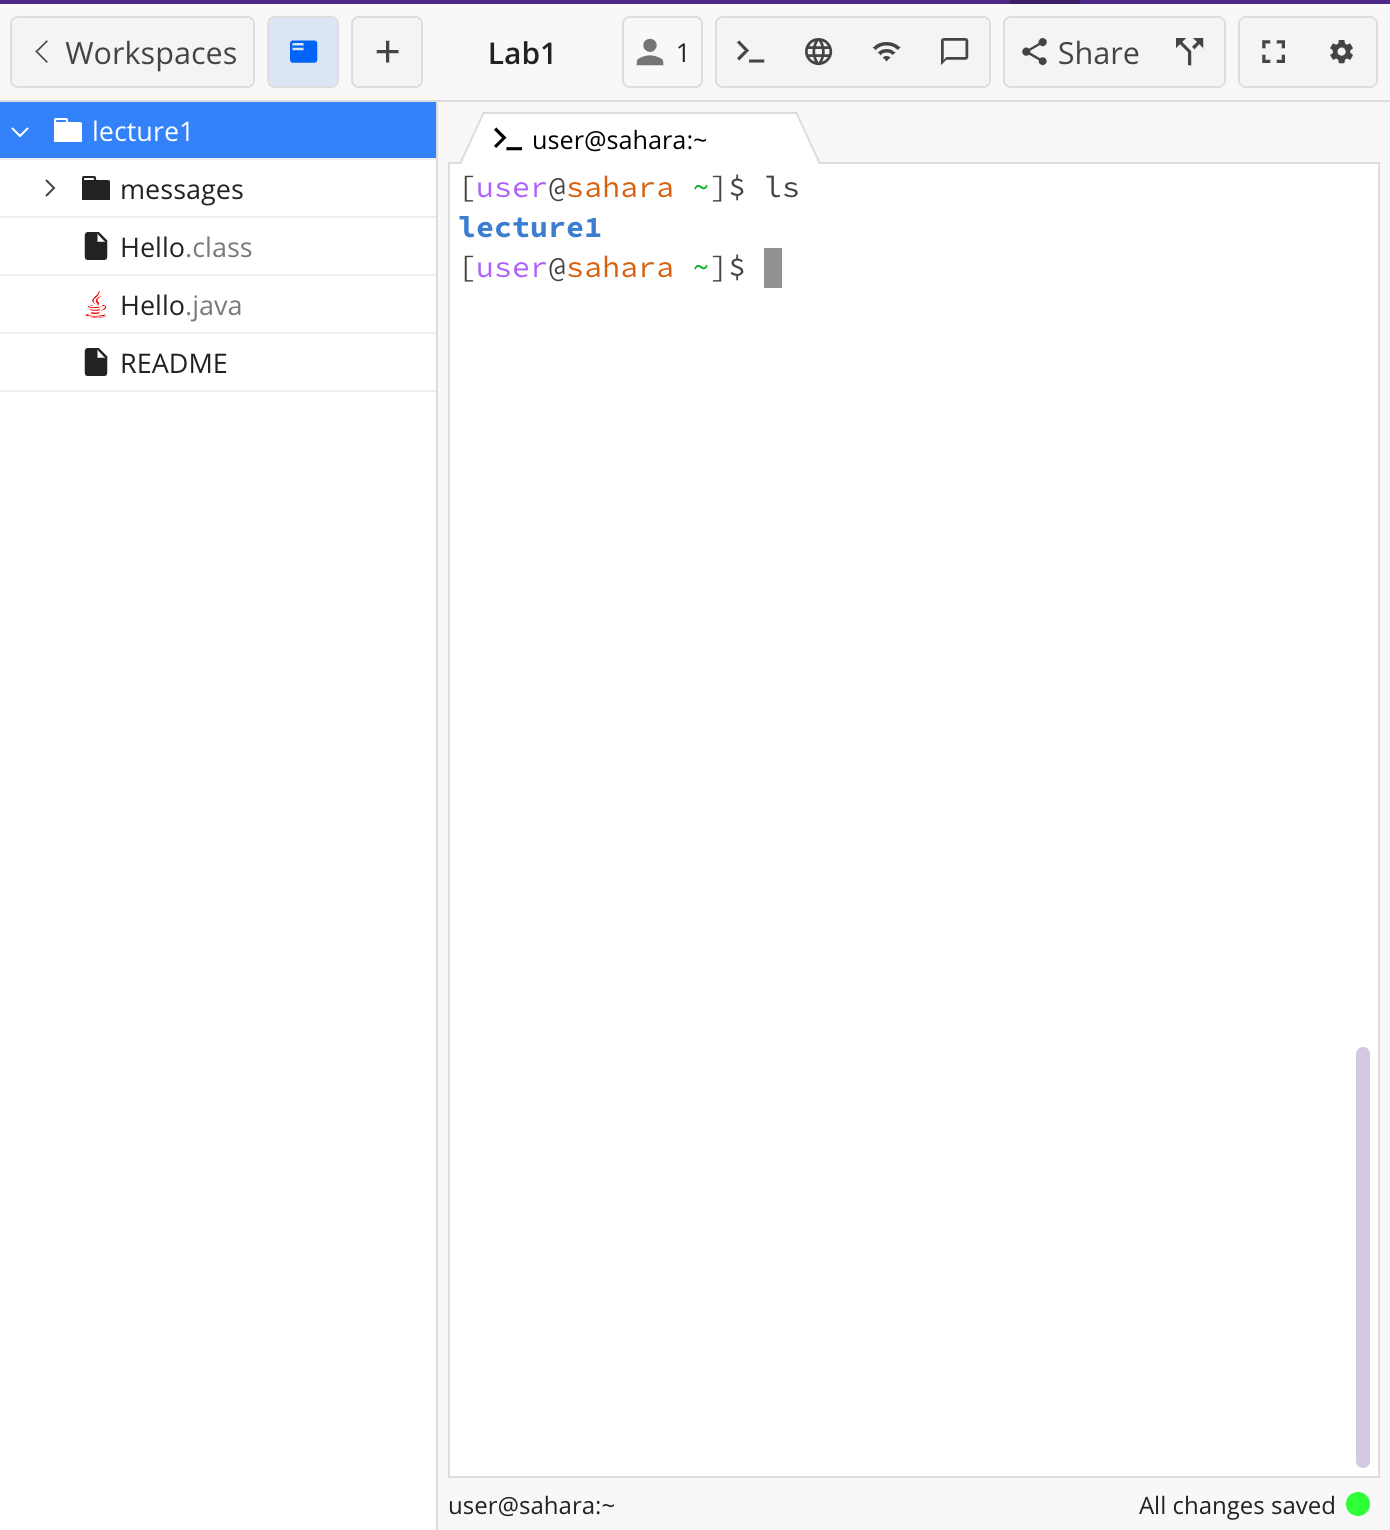 Workspaces
Lab1
1
Share
lecture1
messages
Hello.class
Hello.java
README
user@sahara:~
[user@sahara ~]$ ls
lecture1
[user@sahara ~]$
user@sahara:~
All changes saved